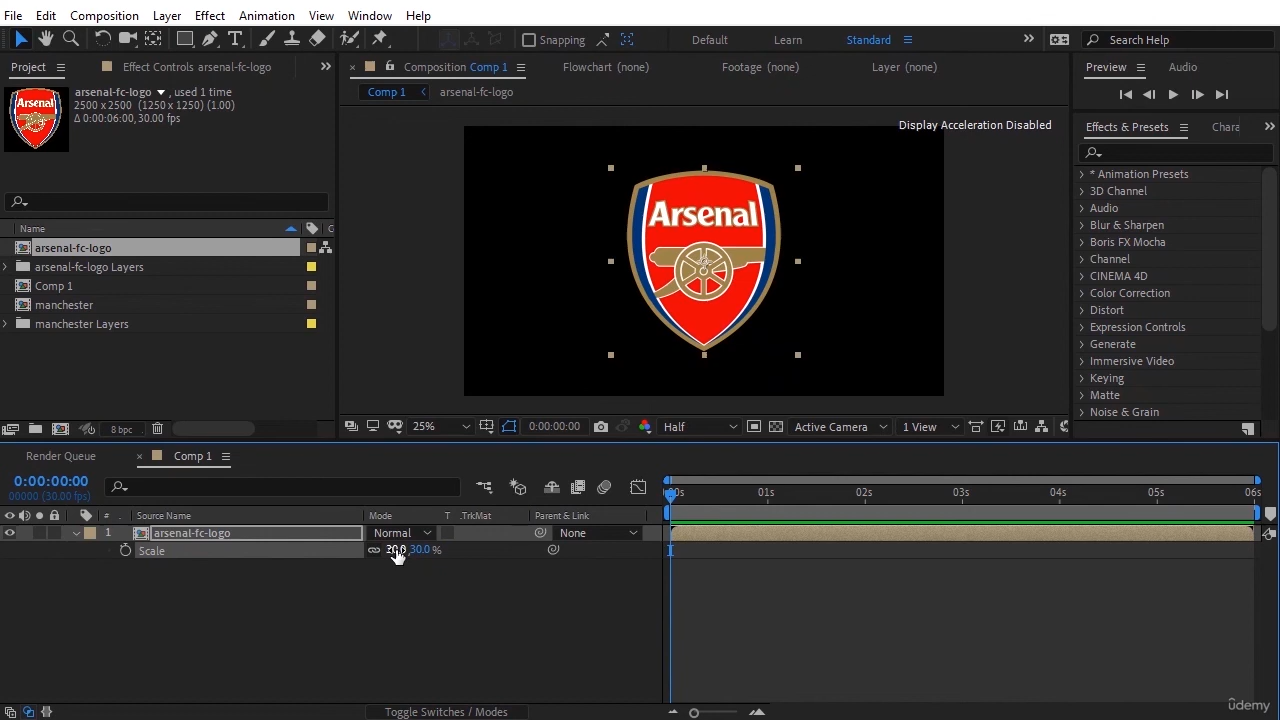 File Edit Composition Layer Effect Animation View Window Help
Snapping Default Learn Standard Search Help
Project Effect Controls arsenal-fc-logo Composition Comp 1 Flowchart (none) Footage (none) Layer (none) Preview Audio
arsenal-fc-logo , used 1 time
2500 x 2500 (1250 x 1250) (1.00)
Δ 0:00:06:00, 30.00 fps
Comp 1 arsenal-fc-logo
Display Acceleration Disabled
Effects & Presets Chara
Arsenal
Arsenal
Name
arsenal-fc-logo
arsenal-fc-logo Layers
Comp 1
manchester
manchester Layers
* Animation Presets
3D Channel
Audio
Blur & Sharpen
Boris FX Mocha
Channel
CINEMA 4D
Color Correction
Distort
Expression Controls
Generate
Immersive Video
Keying
Matte
Noise & Grain
8 bpc 25% 0:00:00:00 Half Active Camera 1 View
Render Queue Comp 1
0:00:00:00
00000 (30.00 fps)
00s 01s 02s 03s 04s 05s 06s
# Source Name Mode T .TrkMat Parent & Link
1 arsenal-fc-logo Normal None
Scale 30.0 %
Toggle Switches / Modes
ûdemy